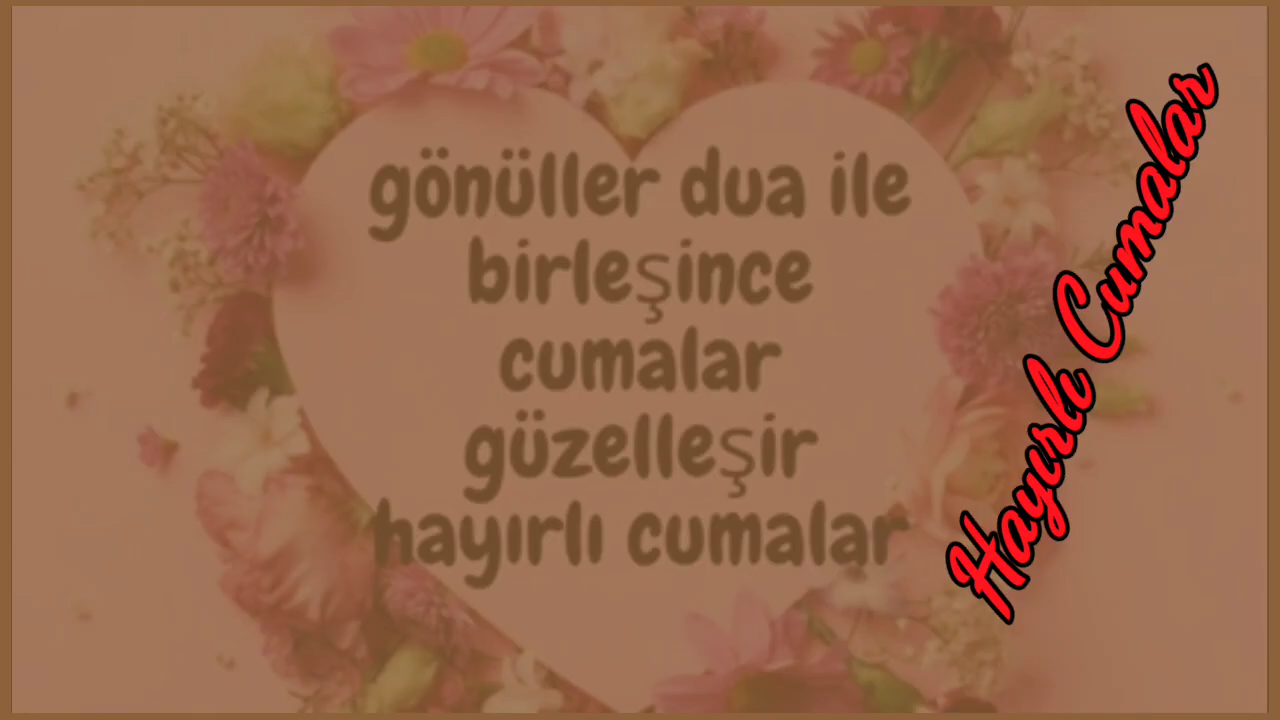 gönüller dua ile
birleşince
cumalar
güzelleşir
hayırlı cumalar
Hayırlı Cumalar